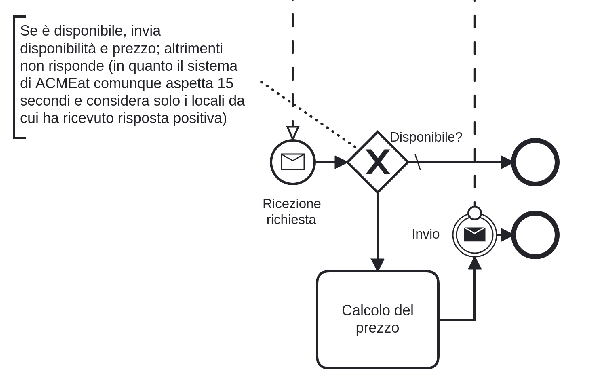 Se è disponibile, invia
disponibilità e prezzo; altrimenti
non risponde (in quanto il sistema
di ACMEat comunque aspetta 15
secondi e considera solo i locali da
cui ha ricevuto risposta positiva)
Disponibile?
Ricezione
richiesta
Invio
Calcolo del
prezzo